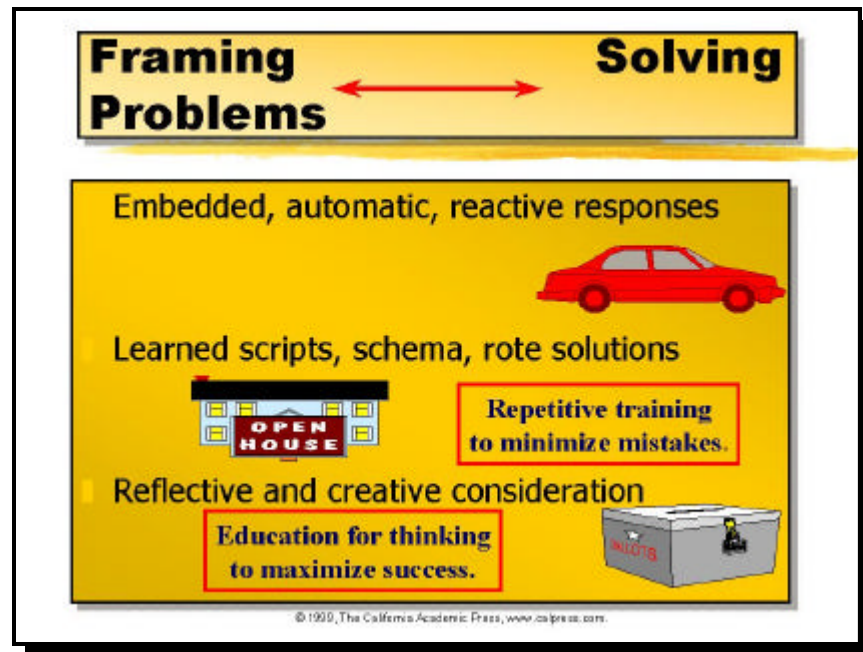 Framing Solving
Problems
Embedded, automatic, reactive responses
Learned scripts, schema, rote solutions
OPEN
HOUSE
Repetitive training
to minimize mistakes.
Reflective and creative consideration
Education for thinking
to maximize success.
BALLOTS
© 1999, The California Academic Press, www.calpress.com.